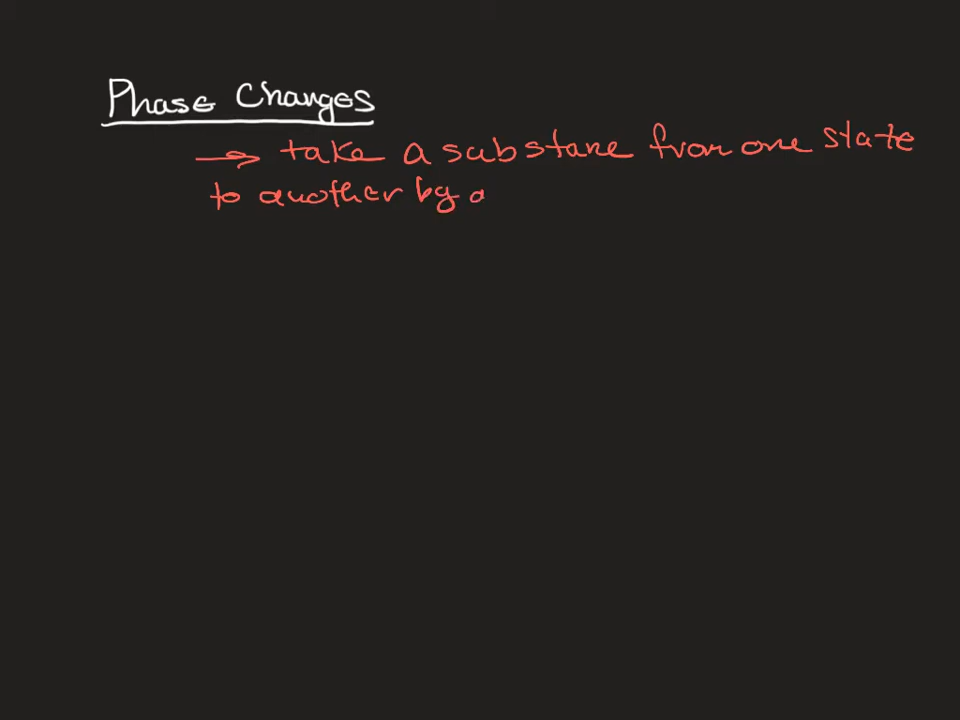 Phase Changes
→ take a substane from one state
to another by a